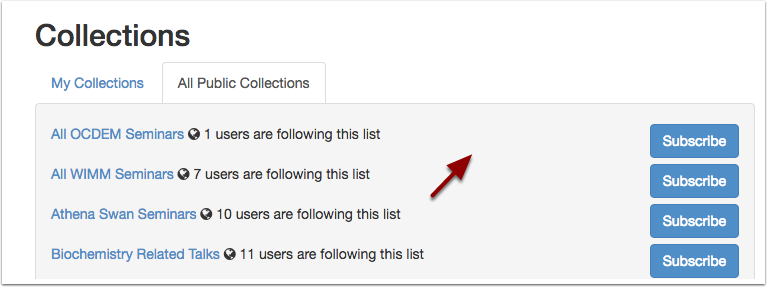 Collections
My Collections
All Public Collections
All OCDEM Seminars 1 users are following this list
Subscribe
All WIMM Seminars 7 users are following this list
Subscribe
Athena Swan Seminars 10 users are following this list
Subscribe
Biochemistry Related Talks 11 users are following this list
Subscribe